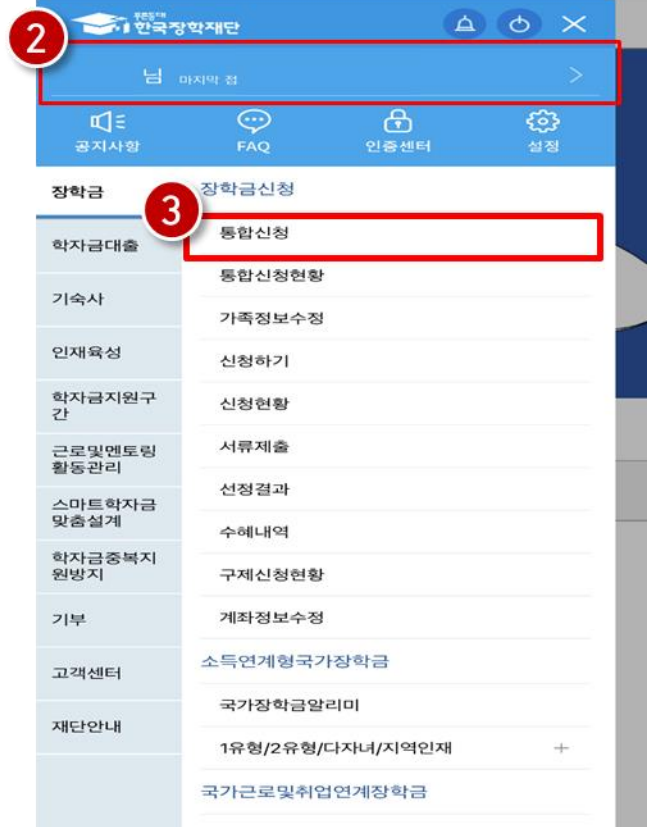 2
푸른등대
한국장학재단
님 마지막 접
공지사항 FAQ 인증센터 설정
장학금
학자금대출
기숙사
인재육성
학자금지원구
간
근로및멘토링
활동관리
스마트학자금
맞춤설계
학자금중복지
원방지
기부
고객센터
재단안내
장학금신청
3
통합신청
통합신청현황
가족정보수정
신청하기
신청현황
서류제출
선정결과
수혜내역
구제신청현황
계좌정보수정
소득연계형국가장학금
국가장학금알리미
1유형/2유형/다자녀/지역인재 +
국가근로및취업연계장학금